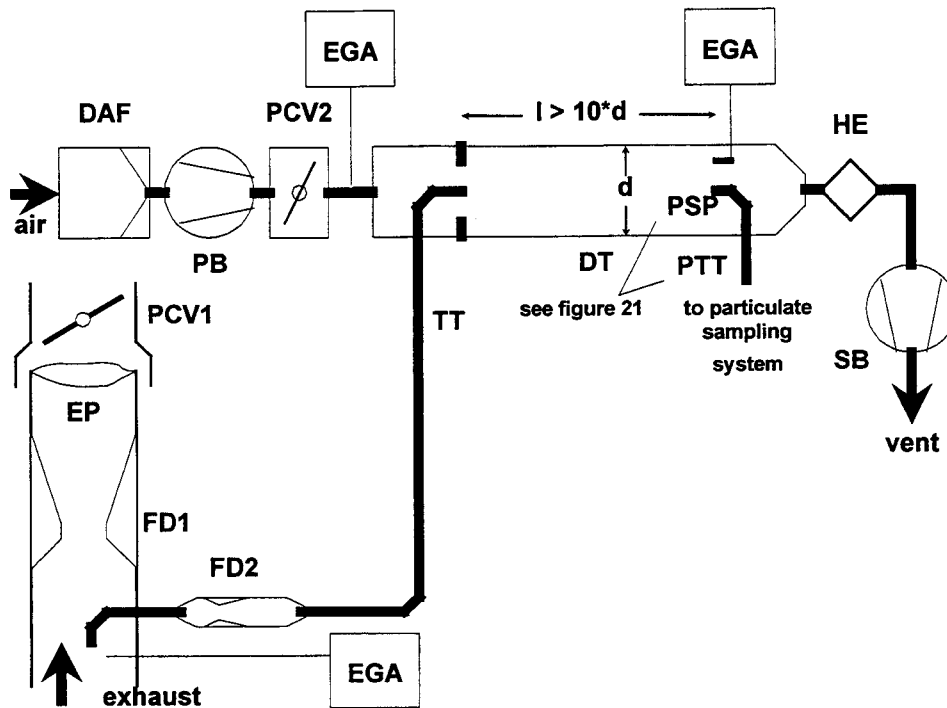 EGA
EGA
DAF
PCV2
l > 10*d
HE
d
air
PSP
PB
DT
PTT
PCV1
see figure 21
to particulate
sampling
system
TT
SB
EP
vent
FD1
FD2
EGA
exhaust